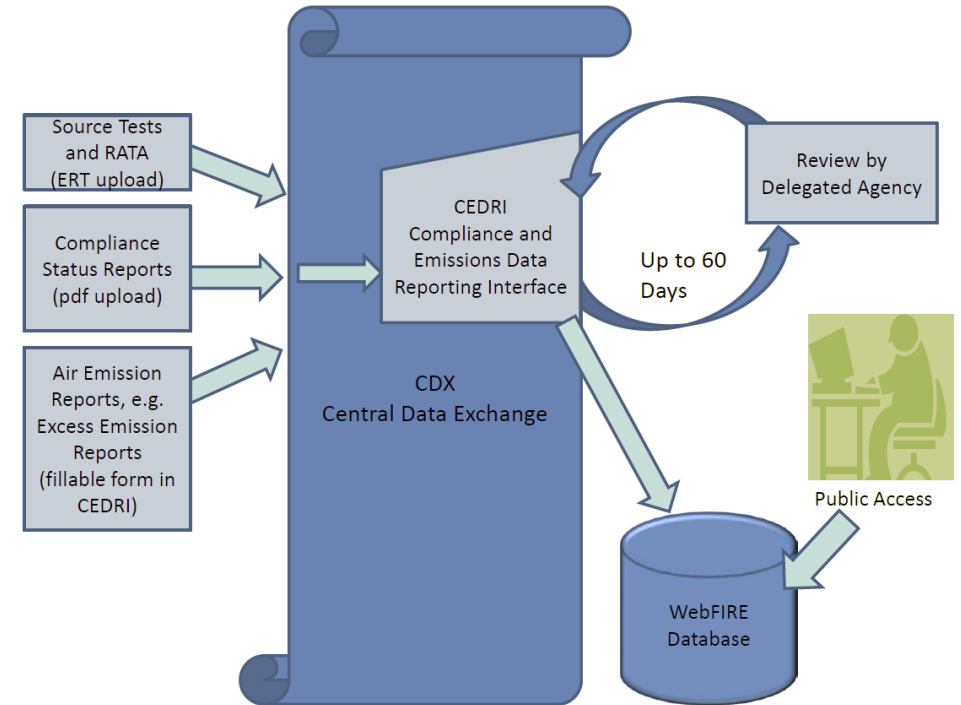 Source Tests
and RATA
(ERT upload)
Compliance
Status Reports
(pdf upload)
Air Emission
Reports, e.g.
Excess Emission
Reports
(fillable form in
CEDRI)
CEDRI
Compliance and
Emissions Data
Reporting Interface
CDX
Central Data Exchange
Review by
Delegated Agency
Up to 60
Days
Public Access
WebFIRE
Database